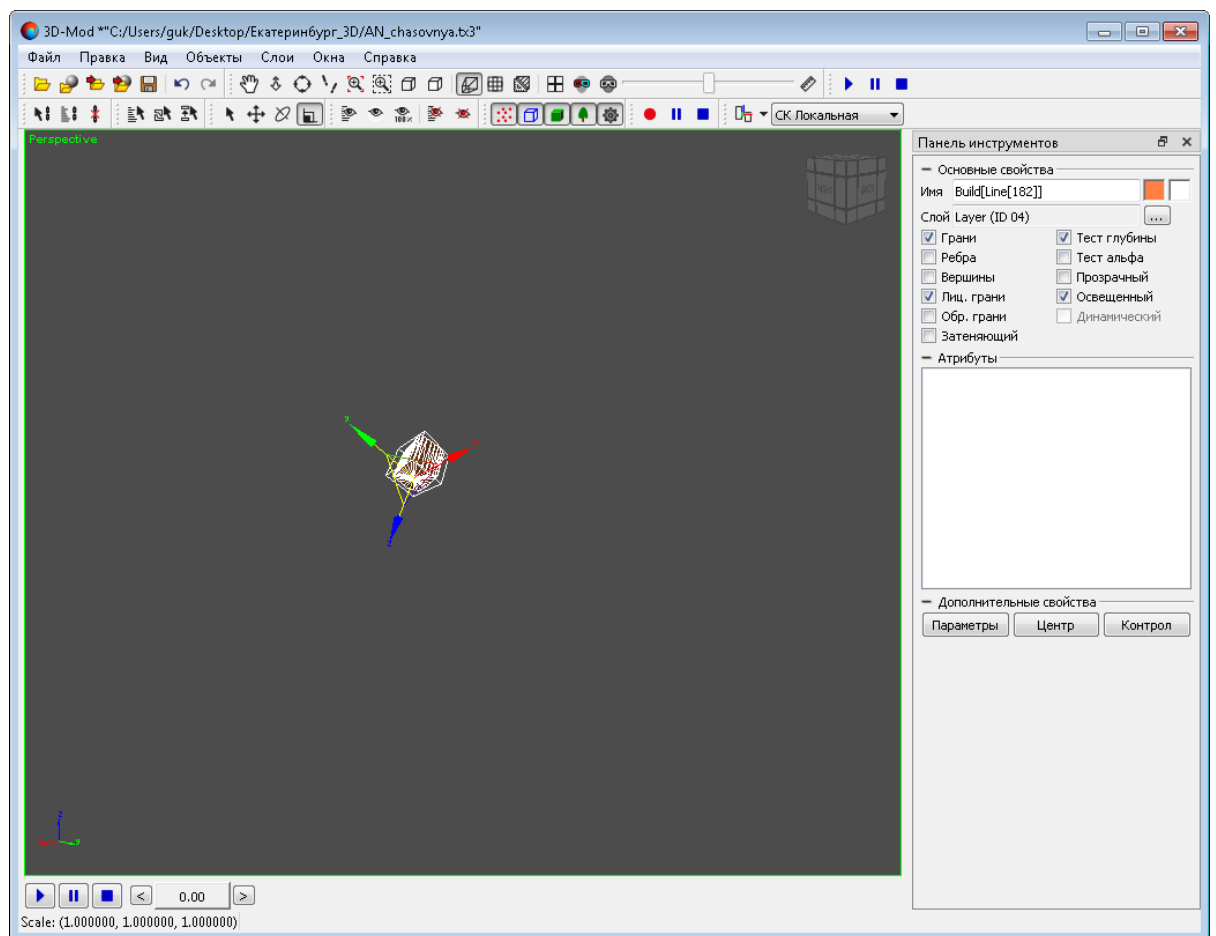 3D-Mod *"C:/Users/guk/Desktop/Екатеринбург_3D/AN_chasovnya.tx3"
Файл Правка Вид Объекты Слои Окна Справка
100%
СК Локальная
Perspective
Панель инструментов
Основные свойства
Имя Build[Line[182]]
Слой Layer (ID 04) ...
Грани Тест глубины
Ребра Тест альфа
Вершины Прозрачный
Лиц. грани Освещенный
Обр. грани Динамический
Затеняющий
Атрибуты
y
x
z
Дополнительные свойства
Параметры Центр Контрол
z
x y
< 0.00 >
Scale: (1.000000, 1.000000, 1.000000)